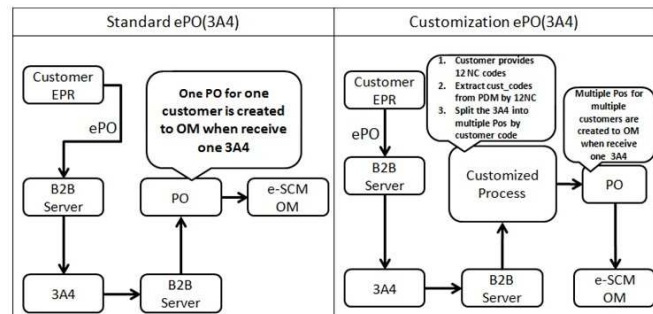 Standard ePO(3A4)
Customer
EPR
ePO
B2B
Server
3A4
B2B
Server
PO
One PO for one
customer is created
to OM when receive
one 3A4
e-SCM
OM
Customization ePO(3A4)
Customer
EPR
ePO
B2B
Server
3A4
B2B
Server
1. Customer provides
12 NC codes
2. Extract cust_codes
from PDM by 12NC
3. Split the 3A4 into
multiple Pos by
customer code
Customized
Process
Multiple Pos for
multiple
customers are
created to OM
when receive
one 3A4
PO
e-SCM
OM